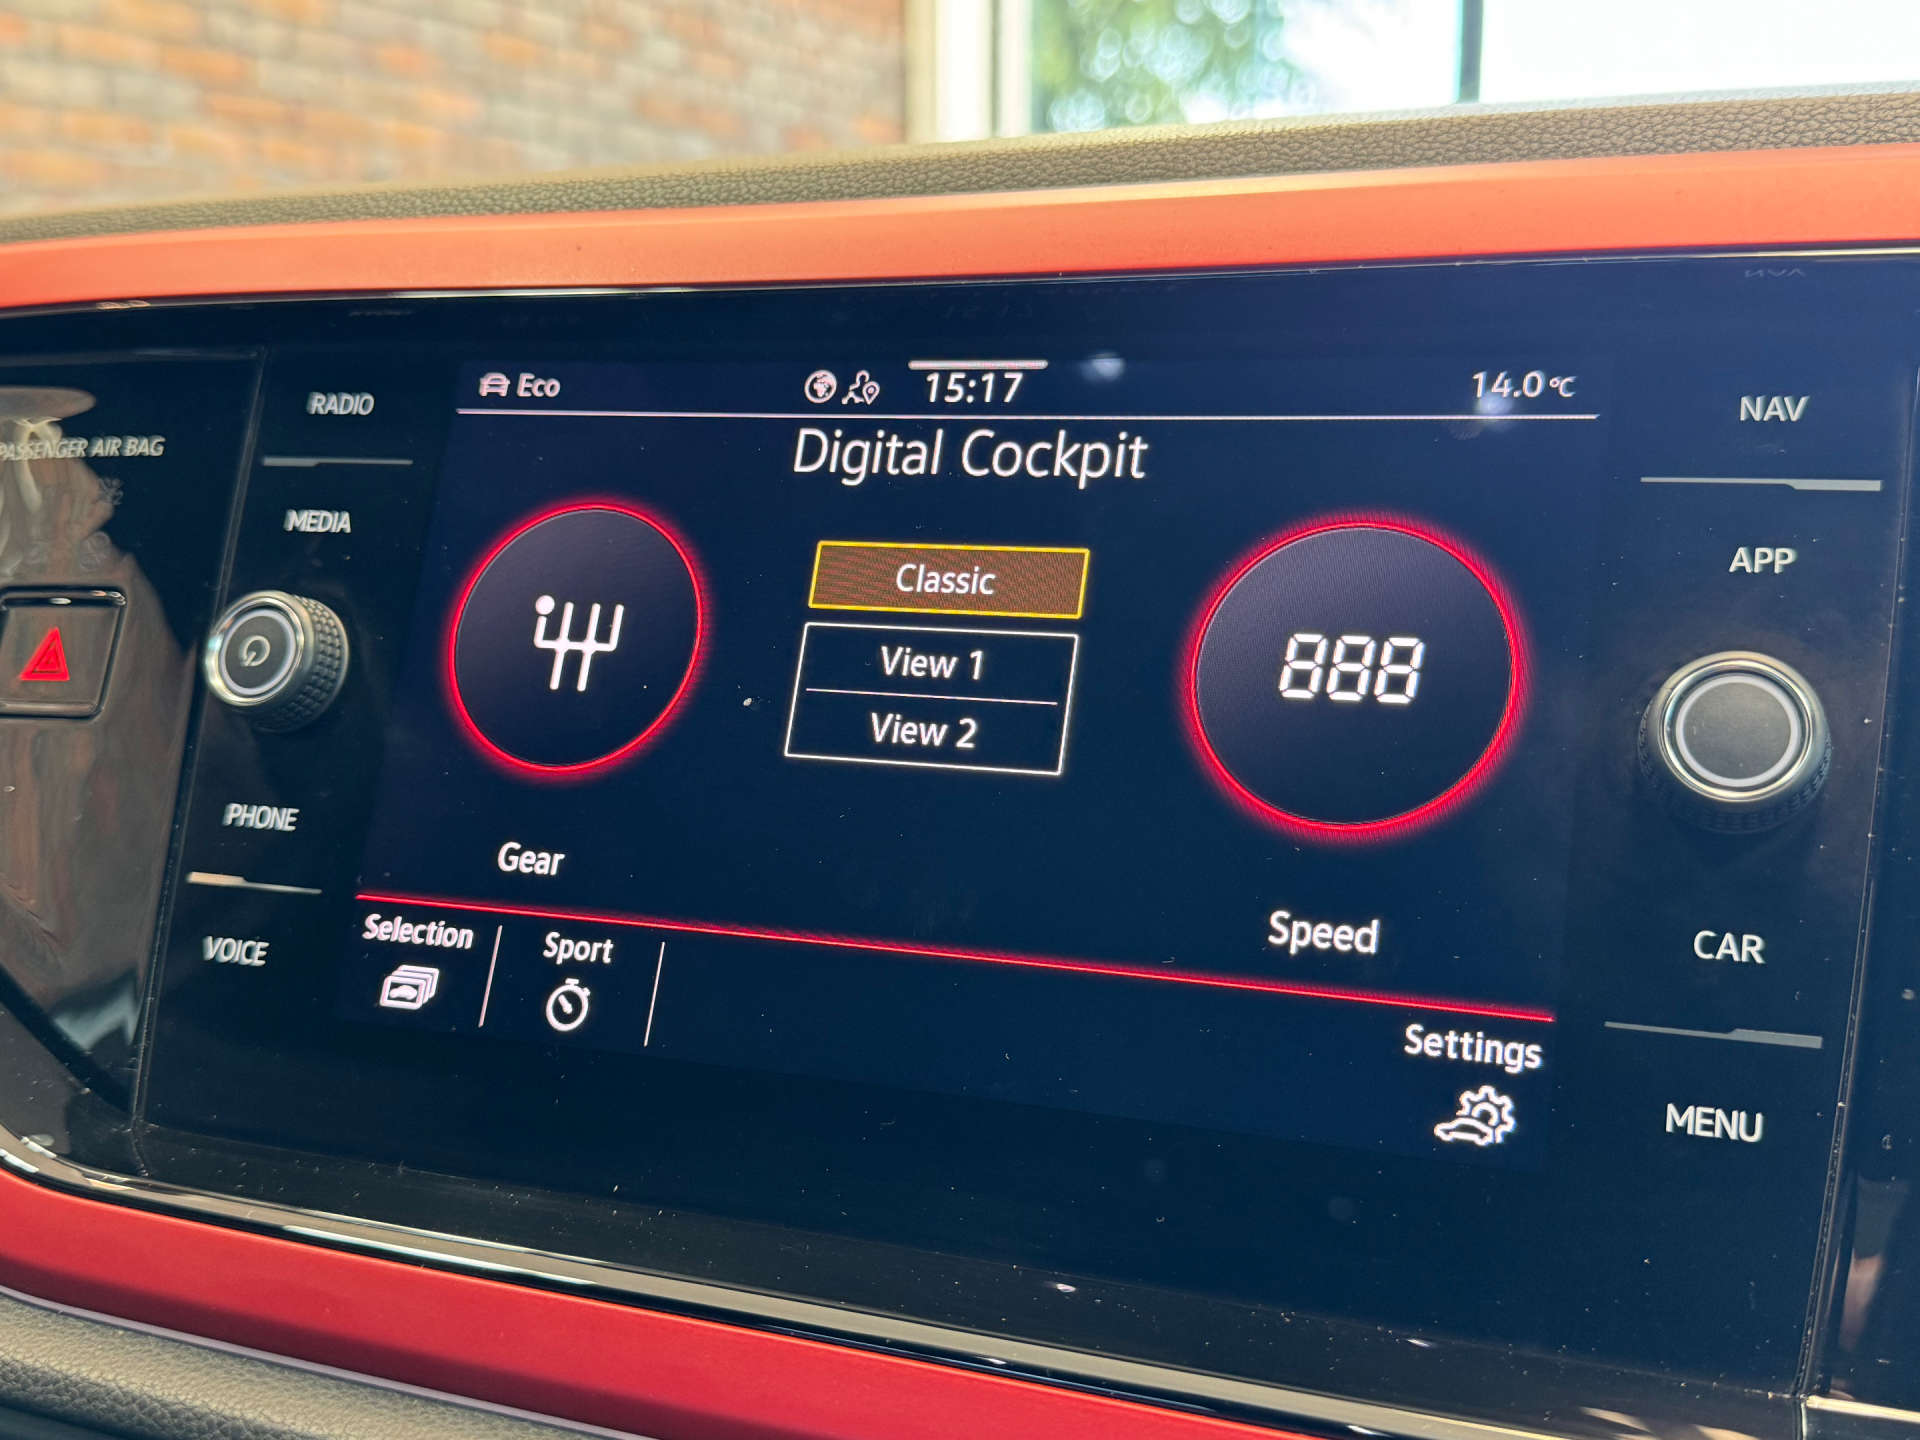 Eco
15:17
14.0°C
RADIO
NAV
PASSENGER AIR BAG
Digital Cockpit
MEDIA
APP
Classic
View 1
888
View 2
PHONE
Gear
Speed
CAR
VOICE
Selection
Sport
Settings
MENU